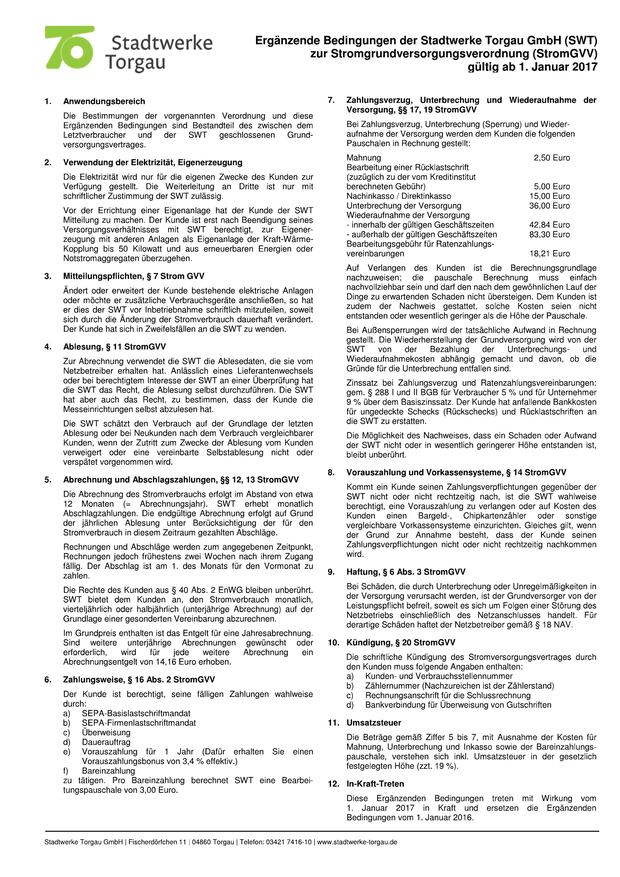 Stadtwerke
Torgau
Ergänzende Bedingungen der Stadtwerke Torgau GmbH (SWT)
zur Stromgrundversorgungsverordnung (StromGVV)
gültig ab 1. Januar 2017
1. Anwendungsbereich
Die Bestimmungen der vorgenannten Verordnung und diese
Ergänzenden Bedingungen sind Bestandteil des zwischen dem
Letztverbraucher und der SWT geschlossenen Grund-
versorgungsvertrages.
2. Verwendung der Elektrizität, Eigenerzeugung
Die Elektrizität wird nur für die eigenen Zwecke des Kunden zur
Verfügung gestellt. Die Weiterleitung an Dritte ist nur mit
schriftlicher Zustimmung der SWT zulässig.
Vor der Errichtung einer Eigenanlage hat der Kunde der SWT
Mitteilung zu machen. Der Kunde ist erst nach Beendigung seines
Versorgungsverhältnisses mit SWT berechtigt, zur Eigener-
zeugung mit anderen Anlagen als Eigenanlage der Kraft-Wärme-
Kopplung bis 50 Kilowatt und aus erneuerbaren Energien oder
Notstromaggregaten überzugehen.
3. Mitteilungspflichten, § 7 Strom GVV
Ändert oder erweitert der Kunde bestehende elektrische Anlagen
oder möchte er zusätzliche Verbrauchsgeräte anschließen, so hat
er dies der SWT vor Inbetriebnahme schriftlich mitzuteilen, soweit
sich durch die Änderung der Strombezug dauerhaft verändert.
Der Kunde hat sich in Zweifelsfällen an die SWT zu wenden.
4. Ablesung, § 11 StromGVV
Zur Abrechnung verwendet die SWT die Ablesedaten, die sie vom
Netzbetreiber erhalten hat. Anlässlich eines Lieferantenwechsels
oder bei berechtigtem Interesse der SWT an einer Überprüfung hat
die SWT das Recht, die Ablesung selbst durchzuführen. Die SWT
hat aber auch das Recht, zu bestimmen, dass der Kunde die
Messeinrichtungen selbst abzulesen hat.
Die SWT schätzt den Verbrauch auf der Grundlage der letzten
Ablesung oder bei Neukunden nach dem Verbrauch vergleichbarer
Kunden, wenn der Zutritt zum Zwecke der Ablesung vom Kunden
verweigert oder eine vereinbarte Selbstablesung nicht oder
verspätet vorgenommen wird.
5. Abrechnung und Abschlagszahlungen, §§ 12, 13 StromGVV
Die Abrechnung des Stromverbrauchs erfolgt im Abstand von etwa
12 Monaten (= Abrechnungsjahr). SWT erhebt monatlich
Abschlagzahlungen. Die endgültige Abrechnung erfolgt auf Grund
der jährlichen Ablesung unter Berücksichtigung der für den
Stromverbrauch in diesem Zeitraum gezahlten Abschläge.
Rechnungen und Abschläge werden zum angegebenen Zeitpunkt,
Rechnungen jedoch frühestens zwei Wochen nach ihrem Zugang
fällig. Der Abschlag ist am 1. des Monats für den Vormonat zu
zahlen.
Die Rechte des Kunden aus § 40 Abs. 2 EnWG bleiben unberührt.
SWT bietet dem Kunden an, den Stromverbrauch monatlich,
vierteljährlich oder halbjährlich (unterjährige Abrechnung) auf der
Grundlage einer gesonderten Vereinbarung abzurechnen.
Im Grundpreis enthalten ist das Entgelt für eine Jahresabrechnung.
Sind weitere unterjährige Abrechnungen gewünscht oder
erforderlich, wird für jede weitere Abrechnung ein
Abrechnungsentgelt von 14,16 Euro erhoben.
6. Zahlungsweise, § 16 Abs. 2 StromGVV
Der Kunde ist berechtigt, seine fälligen Zahlungen wahlweise
durch:
a) SEPA-Basislastschriftmandat
b) SEPA-Firmenlastschriftmandat
c) Überweisung
d) Dauerauftrag
e) Vorauszahlung für 1 Jahr (Dafür erhalten Sie einen
Vorauszahlungsbonus von 3,4 % effektiv.)
f) Bareinzahlung
zu tätigen. Pro Bareinzahlung berechnet SWT eine Bearbei-
tungspauschale von 3,00 Euro.
7. Zahlungsverzug, Unterbrechung und Wiederaufnahme der
Versorgung, §§ 17, 19 StromGVV
Bei Zahlungsverzug, Unterbrechung (Sperrung) und Wieder-
aufnahme der Versorgung werden dem Kunden die folgenden
Pauschalen in Rechnung gestellt:
Mahnung 2,50 Euro
Bearbeitung einer Rücklastschrift
(zuzüglich zu der vom Kreditinstitut
berechneten Gebühr) 5,00 Euro
Nachinkasso / Direktinkasso 15,00 Euro
Unterbrechung der Versorgung 36,00 Euro
Wiederaufnahme der Versorgung
- innerhalb der gültigen Geschäftszeiten 42,84 Euro
- außerhalb der gültigen Geschäftszeiten 83,30 Euro
Bearbeitungsgebühr für Ratenzahlungs-
vereinbarungen 18,21 Euro
Auf Verlangen des Kunden ist die Berechnungsgrundlage
nachzuweisen; die pauschale Berechnung muss einfach
nachvollziehbar sein und darf den nach dem gewöhnlichen Lauf der
Dinge zu erwartenden Schaden nicht übersteigen. Dem Kunden ist
zudem der Nachweis gestattet, solche Kosten seien nicht
entstanden oder wesentlich geringer als die Höhe der Pauschale.
Bei Außensperrungen wird der tatsächliche Aufwand in Rechnung
gestellt. Die Wiederherstellung der Grundversorgung wird von der
SWT von der Bezahlung der Unterbrechungs- und
Wiederaufnahmekosten abhängig gemacht und davon, ob die
Gründe für die Unterbrechung entfallen sind.
Zinssatz bei Zahlungsverzug und Ratenzahlungsvereinbarungen:
gem. § 288 I und II BGB für Verbraucher 5 % und für Unternehmer
9 % über dem Basiszinssatz. Der Kunde hat anfallende Bankkosten
für ungedeckte Schecks (Rückschecks) und Rücklastschriften an
die SWT zu erstatten.
Die Möglichkeit des Nachweises, dass ein Schaden oder Aufwand
der SWT nicht oder in wesentlich geringerer Höhe entstanden ist,
bleibt unberührt.
8. Vorauszahlung und Vorkassensysteme, § 14 StromGVV
Kommt ein Kunde seinen Zahlungsverpflichtungen gegenüber der
SWT nicht oder nicht rechtzeitig nach, ist die SWT wahlweise
berechtigt, eine Vorauszahlung zu verlangen oder auf Kosten des
Kunden einen Bargeld-, Chipkartenzähler oder sonstige
vergleichbare Vorkassensysteme einzurichten. Gleiches gilt, wenn
der Grund zur Annahme besteht, dass der Kunde seinen
Zahlungsverpflichtungen nicht oder nicht rechtzeitig nachkommen
wird.
9. Haftung, § 6 Abs. 3 StromGVV
Bei Schäden, die durch Unterbrechung oder Unregelmäßigkeiten in
der Versorgung verursacht werden, ist der Grundversorger von der
Leistungspflicht befreit, soweit es sich um Folgen einer Störung des
Netzbetriebs einschließlich des Netzanschlusses handelt. Für
derartige Schäden haftet der Netzbetreiber gemäß § 18 NAV.
10. Kündigung, § 20 StromGVV
Die schriftliche Kündigung des Stromversorgungsvertrages durch
den Kunden muss folgende Angaben enthalten:
a) Kunden- und Verbrauchsstellennummer
b) Zählernummer (Nachzureichen ist der Zählerstand)
c) Rechnungsanschrift für die Schlussrechnung
d) Bankverbindung für Überweisung von Gutschriften
11. Umsatzsteuer
Die Beträge gemäß Ziffer 5 bis 7, mit Ausnahme der Kosten für
Mahnung, Unterbrechung und Inkasso sowie der Bareinzahlungs-
pauschale, verstehen sich inkl. Umsatzsteuer in der gesetzlich
festgelegten Höhe (zzt. 19 %).
12. In-Kraft-Treten
Diese Ergänzenden Bedingungen treten mit Wirkung vom
1. Januar 2017 in Kraft und ersetzen die Ergänzenden
Bedingungen vom 1. Januar 2016.
Stadtwerke Torgau GmbH | Fischerdörfchen 11 | 04860 Torgau | Telefon: 03421 7416-10 | www.stadtwerke-torgau.de